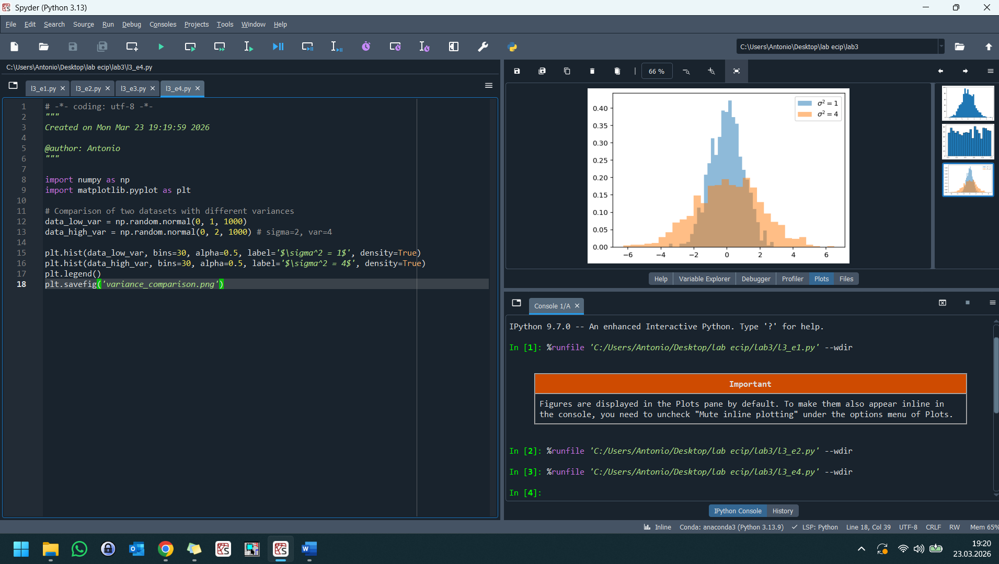 Spyder (Python 3.13)
File Edit Search Source Run Debug Consoles Projects Tools Window Help
C:\Users\Antonio\Desktop\lab ecip\lab3
C:\Users\Antonio\Desktop\lab ecip\lab3\l3_e4.py
l3_e1.py l3_e2.py l3_e3.py l3_e4.py
1 # -*- coding: utf-8 -*-
2 """
3 Created on Mon Mar 23 19:19:59 2026
4
5 @author: Antonio
6 """
7
8 import numpy as np
9 import matplotlib.pyplot as plt
10
11 # Comparison of two datasets with different variances
12 data_low_var = np.random.normal(0, 1, 1000)
13 data_high_var = np.random.normal(0, 2, 1000) # sigma=2, var=4
14
15 plt.hist(data_low_var, bins=30, alpha=0.5, label='$\sigma^2 = 1$', density=True)
16 plt.hist(data_high_var, bins=30, alpha=0.5, label='$\sigma^2 = 4$', density=True)
17 plt.legend()
18 plt.savefig('variance_comparison.png')
66 %
σ² = 1
σ² = 4
0.40
0.35
0.30
0.25
0.20
0.15
0.10
0.05
0.00
−6 −4 −2 0 2 4 6
Help Variable Explorer Debugger Profiler Plots Files
Console 1/A
IPython 9.7.0 -- An enhanced Interactive Python. Type '?' for help.
In [1]: %runfile 'C:/Users/Antonio/Desktop/lab ecip/lab3/l3_e1.py' --wdir
Important
Figures are displayed in the Plots pane by default. To make them also appear inline in
the console, you need to uncheck "Mute inline plotting" under the options menu of Plots.
In [2]: %runfile 'C:/Users/Antonio/Desktop/lab ecip/lab3/l3_e2.py' --wdir
In [3]: %runfile 'C:/Users/Antonio/Desktop/lab ecip/lab3/l3_e4.py' --wdir
In [4]:
IPython Console History
Inline Conda: anaconda3 (Python 3.13.9) LSP: Python Line 18, Col 39 UTF-8 CRLF RW Mem 65%
19:20
23.03.2026